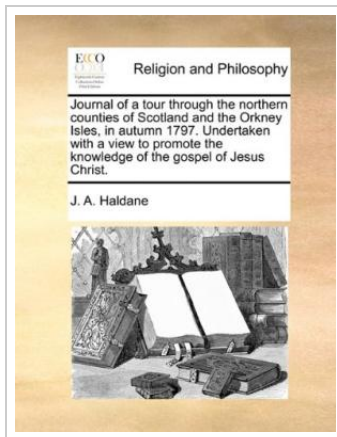 ECCO
Religion and Philosophy
Journal of a tour through the northern
counties of Scotland and the Orkney
Isles, in autumn 1797. Undertaken
with a view to promote the
knowledge of the gospel of Jesus
Christ.
J. A. Haldane